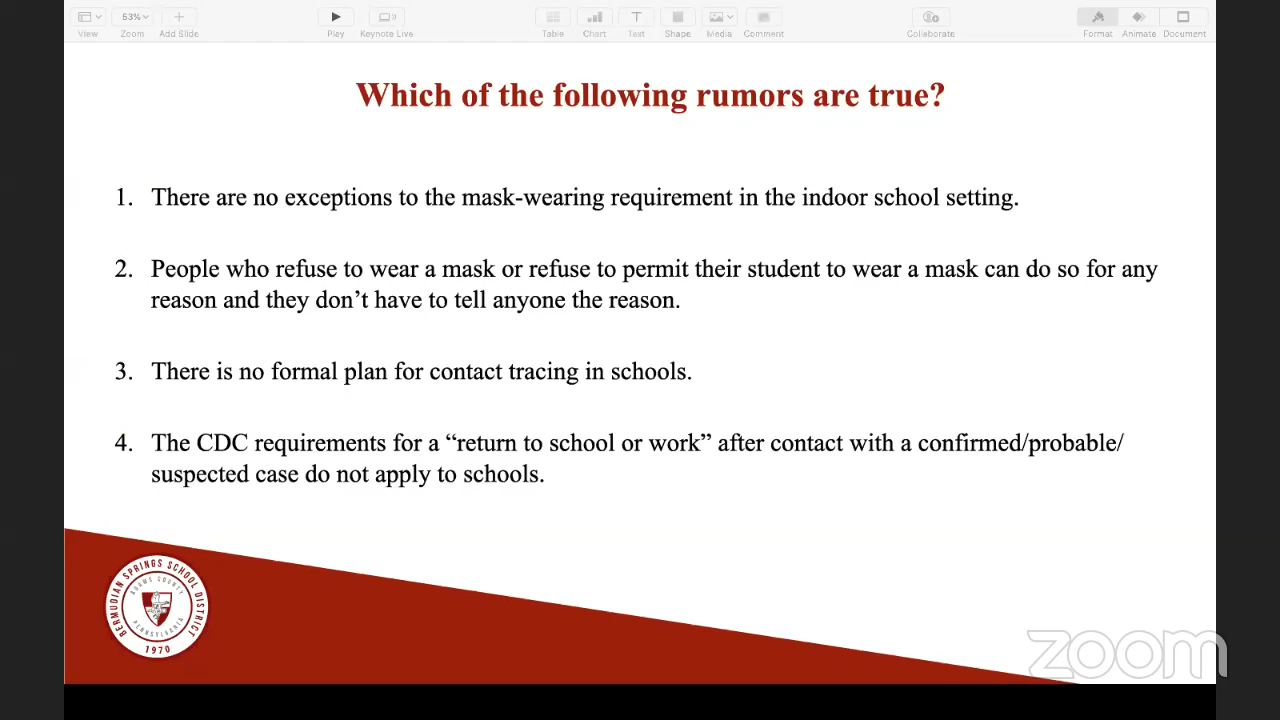 View
Zoom
Add Slide
Play
Keynote Live
Table
Chart
Text
Shape
Media
Comment
Collaborate
Format
Animate
Document
53%
Which of the following rumors are true?
1. There are no exceptions to the mask-wearing requirement in the indoor school setting.
2. People who refuse to wear a mask or refuse to permit their student to wear a mask can do so for any
reason and they don’t have to tell anyone the reason.
3. There is no formal plan for contact tracing in schools.
4. The CDC requirements for a “return to school or work” after contact with a confirmed/probable/
suspected case do not apply to schools.
BERMUDIAN SPRINGS SCHOOL DISTRICT
ADAMS COUNTY
PENNSYLVANIA
1970
zoom